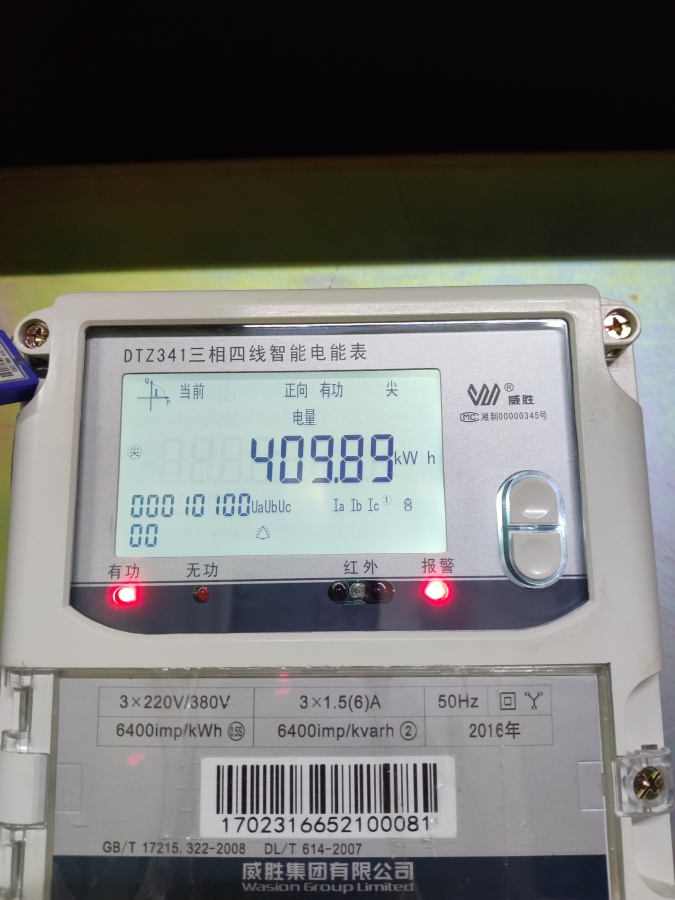 DTZ341三相四线智能电能表
当前 正向 有功 尖
电量
尖 409.89 kW h
00010100 UaUbUc Ia Ib Ic ① 8
00
威胜®
MC 湘制00000345号
有功 无功 红外 报警
3×220V/380V 3×1.5(6)A 50Hz
6400imp/kWh 0.5S 6400imp/kvarh ② 2016年
1702316652100081
GB/T 17215.322-2008 DL/T 614-2007
威胜集团有限公司
Wasion Group Limited